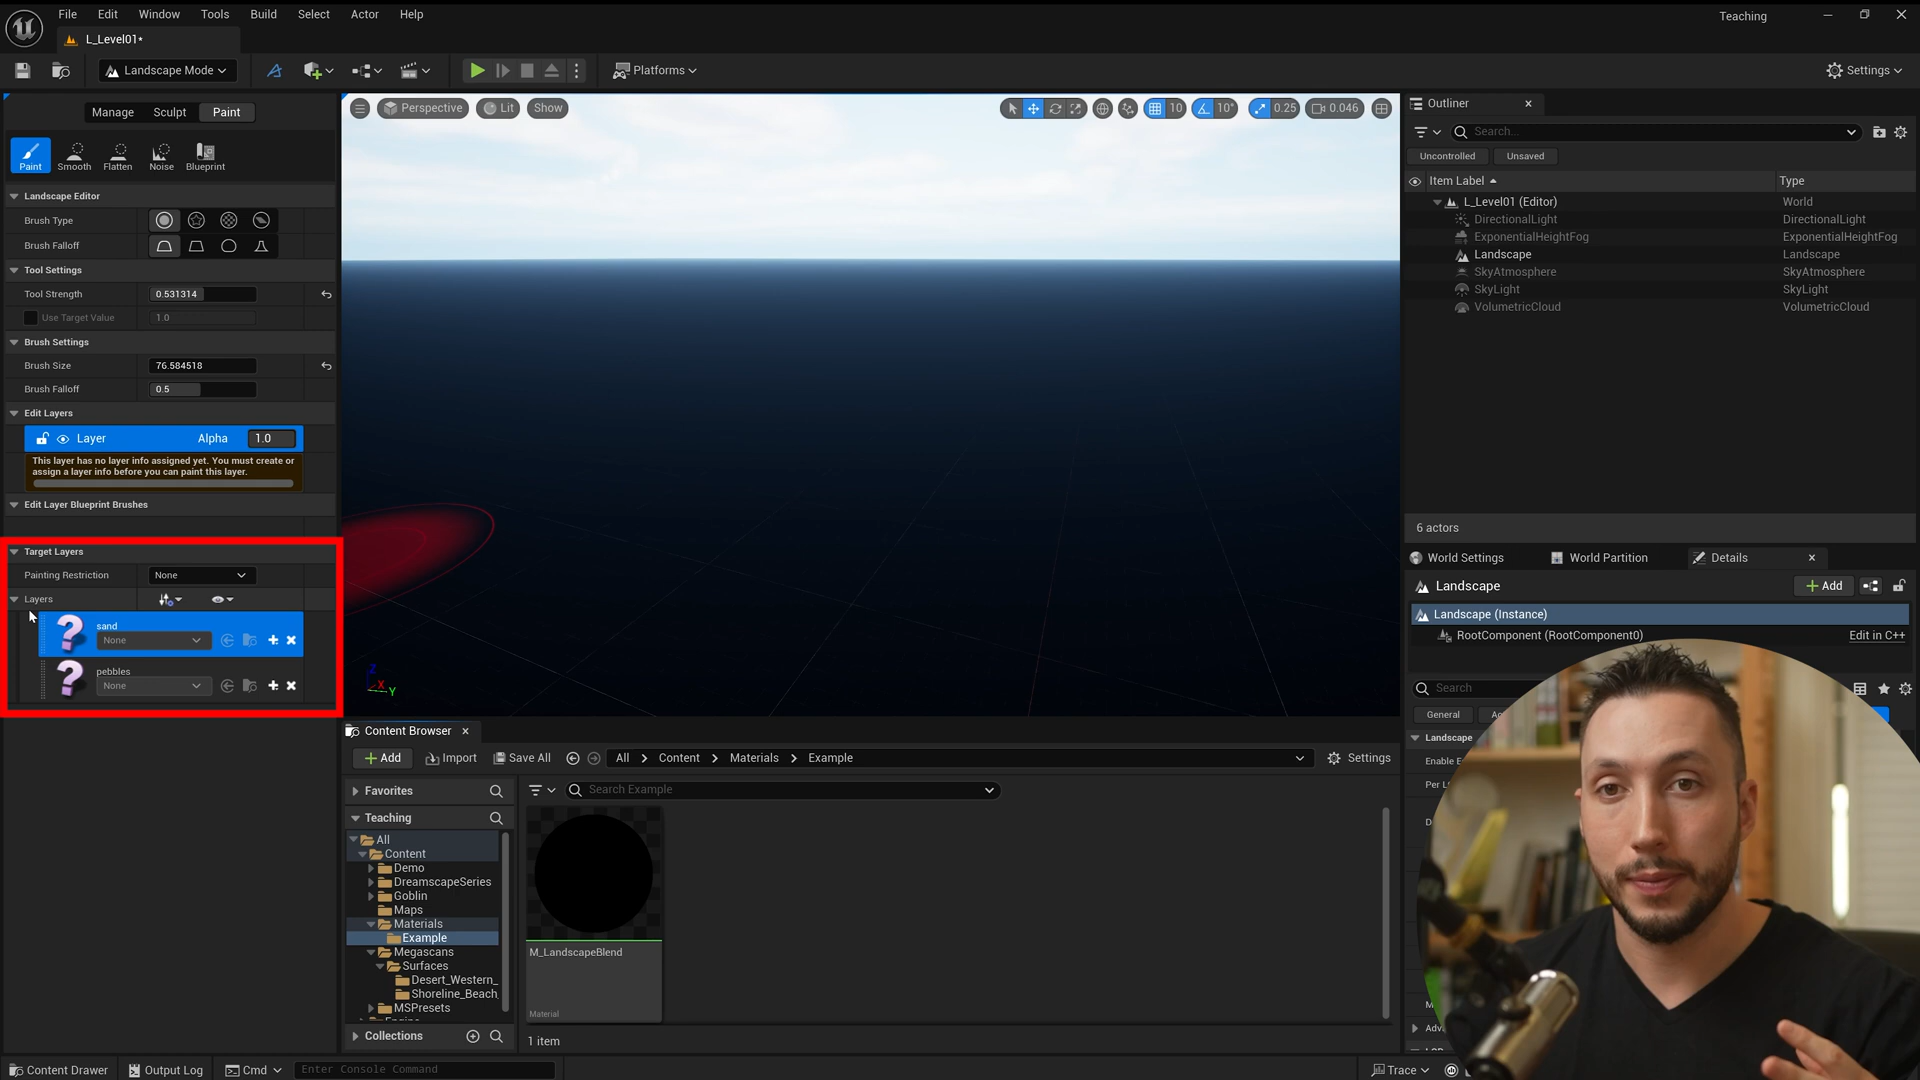 File Edit Window Tools Build Select Actor Help
Teaching
L_Level01*
Landscape Mode
Platforms
Settings
Manage Sculpt Paint
Paint Smooth Flatten Noise Blueprint
Landscape Editor
Brush Type
Brush Falloff
Tool Settings
Tool Strength 0.531314
Use Target Value 1.0
Brush Settings
Brush Size 76.584518
Brush Falloff 0.5
Edit Layers
Layer Alpha 1.0
This layer has no layer info assigned yet. You must create or
assign a layer info before you can paint this layer.
Edit Layer Blueprint Brushes
Target Layers
Painting Restriction None
Layers
sand
None
pebbles
None
Perspective Lit Show
10 10° 0.25 0.046
Z
X
Y
Outliner
Search...
Uncontrolled Unsaved
Item Label Type
L_Level01 (Editor) World
DirectionalLight DirectionalLight
ExponentialHeightFog ExponentialHeightFog
Landscape Landscape
SkyAtmosphere SkyAtmosphere
SkyLight SkyLight
VolumetricCloud VolumetricCloud
6 actors
World Settings World Partition Details
Landscape
Add
Landscape (Instance)
RootComponent (RootComponent0) Edit in C++
Search
General
Landscape
Content Browser
Add Import Save All All Content Materials Example Settings
Favorites
Search Example
Teaching
All
Content
Demo
DreamscapeSeries
Goblin
Maps
Materials
Example
Megascans
Surfaces
Desert_Western_
Shoreline_Beach_
MSPresets
Collections
M_LandscapeBlend
Material
1 item
Content Drawer Output Log Cmd Enter Console Command
Trace